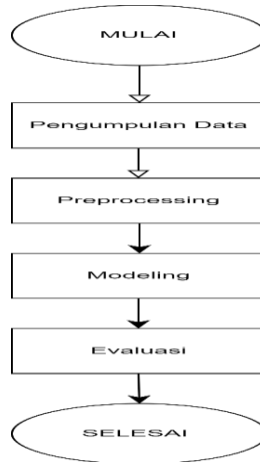 MULAI
Pengumpulan Data
Preprocessing
Modeling
Evaluasi
SELESAI